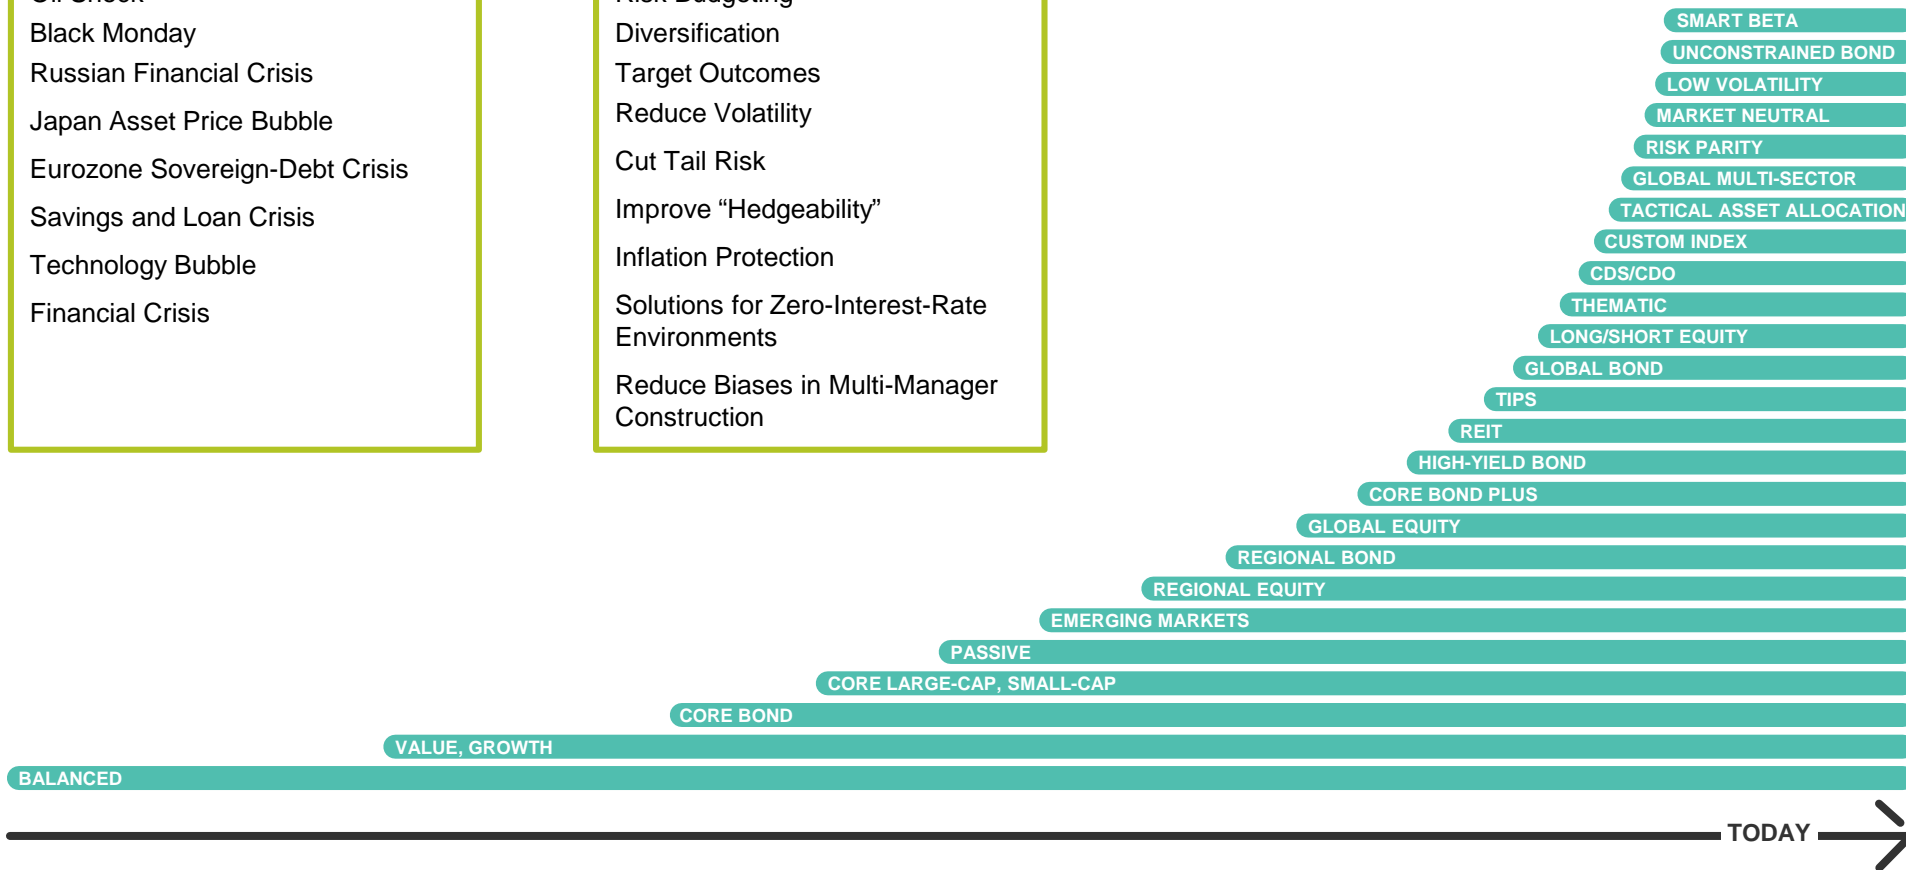 Black Monday
Russian Financial Crisis
Japan Asset Price Bubble
Eurozone Sovereign-Debt Crisis
Savings and Loan Crisis
Technology Bubble
Financial Crisis
Risk Budgeting
Diversification
Target Outcomes
Reduce Volatility
Cut Tail Risk
Improve “Hedgeability”
Inflation Protection
Solutions for Zero-Interest-Rate
Environments
Reduce Biases in Multi-Manager
Construction
SMART BETA
UNCONSTRAINED BOND
LOW VOLATILITY
MARKET NEUTRAL
RISK PARITY
GLOBAL MULTI-SECTOR
TACTICAL ASSET ALLOCATION
CUSTOM INDEX
CDS/CDO
THEMATIC
LONG/SHORT EQUITY
GLOBAL BOND
TIPS
REIT
HIGH-YIELD BOND
CORE BOND PLUS
GLOBAL EQUITY
REGIONAL BOND
REGIONAL EQUITY
EMERGING MARKETS
PASSIVE
CORE LARGE-CAP, SMALL-CAP
CORE BOND
VALUE, GROWTH
BALANCED
TODAY